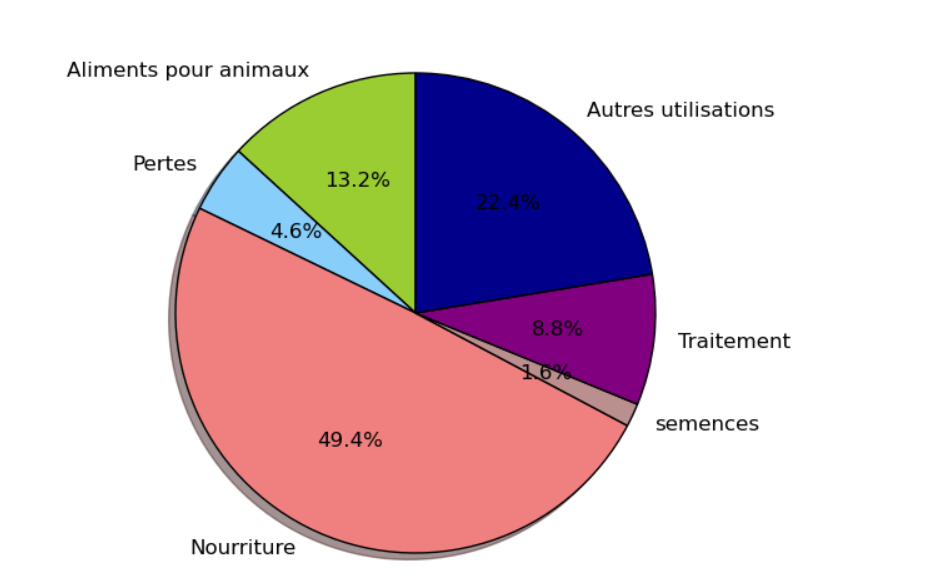 Aliments pour animaux
Autres utilisations
Pertes
13.2%
22.4%
4.6%
8.8%
Traitement
1.6%
semences
49.4%
Nourriture